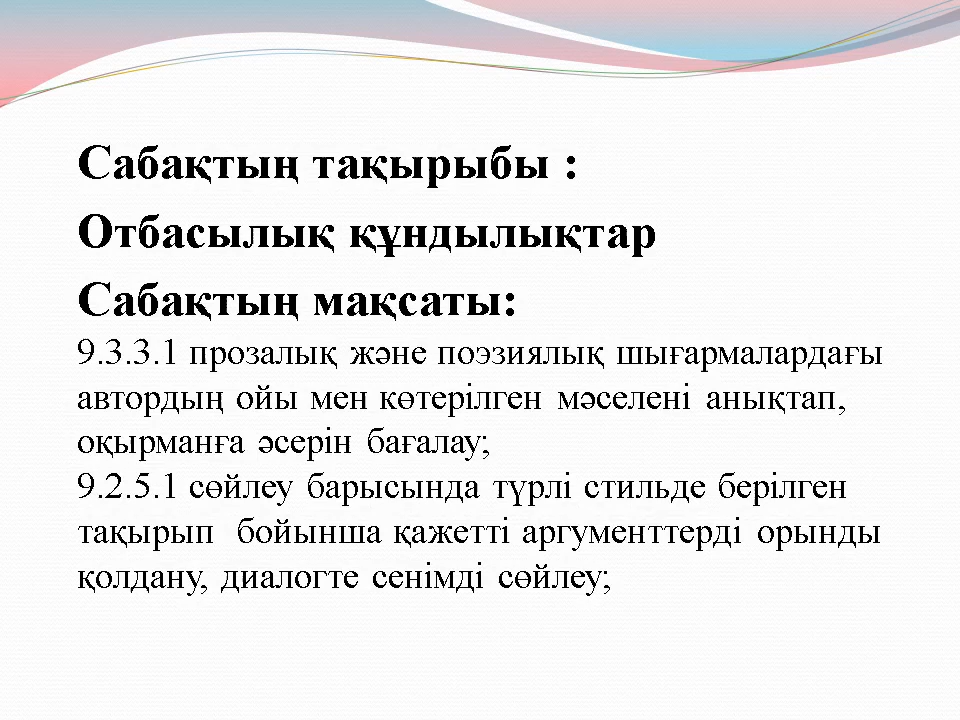 Сабақтың тақырыбы :
Отбасылық құндылықтар
Сабақтың мақсаты:
9.3.3.1 прозалық және поэзиялық шығармалардағы
автордың ойы мен көтерілген мәселені анықтап,
оқырманға әсерін бағалау;
9.2.5.1 сөйлеу барысында түрлі стильде берілген
тақырып бойынша қажетті аргументтерді орынды
қолдану, диалогте сенімді сөйлеу;